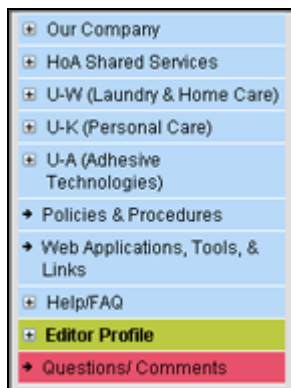 Our Company
HoA Shared Services
U-W (Laundry & Home Care)
U-K (Personal Care)
U-A (Adhesive
Technologies)
Policies & Procedures
Web Applications, Tools, &
Links
Help/FAQ
Editor Profile
Questions/ Comments